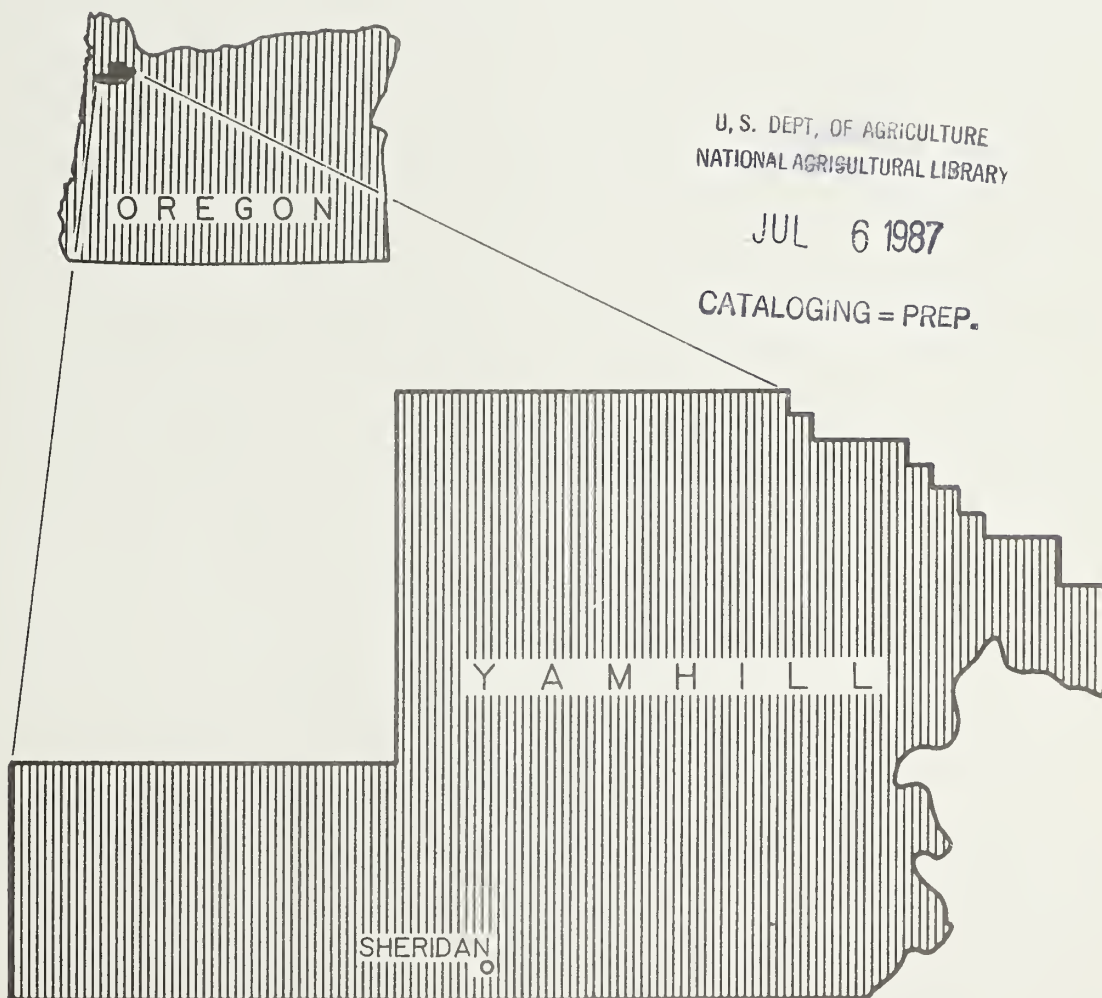 U, S. DEPT, OF AGRICULTURE
NATIONAL AGRICULTURAL LIBRARY
JUL 6 1987
CATALOGING = PREP.
OREGON
YAMHILL
SHERIDAN